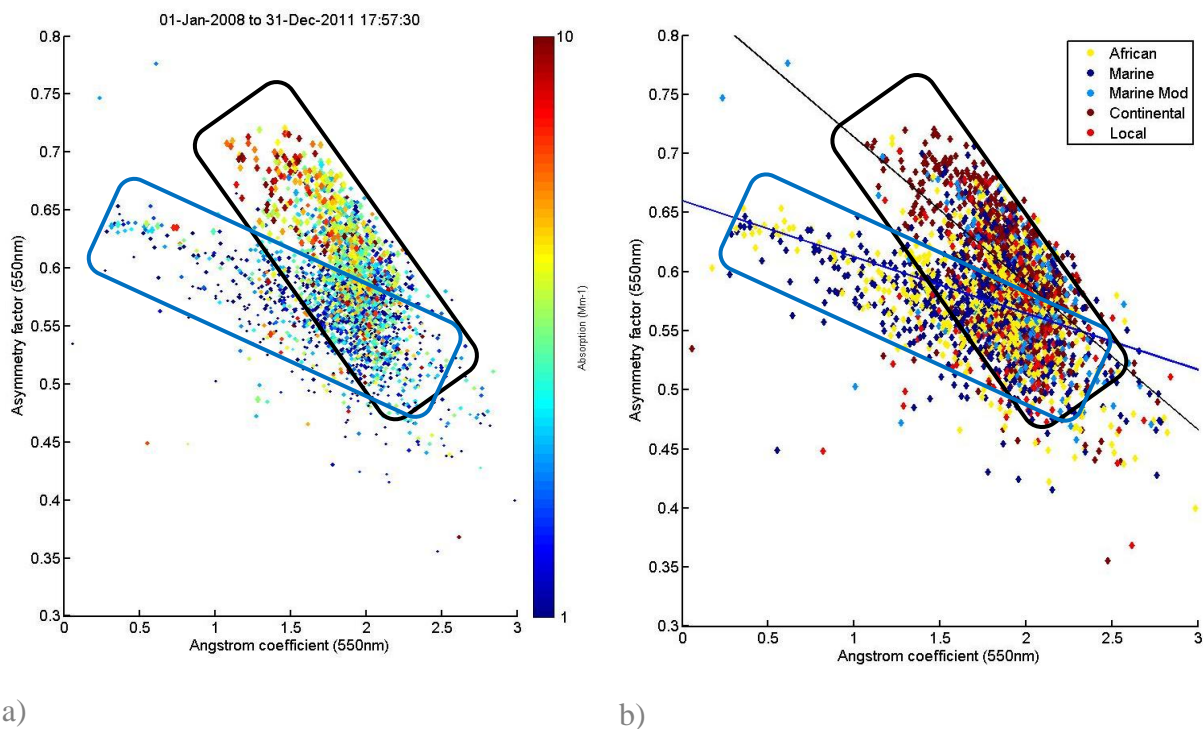 01-Jan-2008 to 31-Dec-2011 17:57:30
0.8
0.75
0.7
0.65
0.6
0.55
0.5
0.45
0.4
0.35
0.3
0
0.5
1
1.5
2
2.5
3
Asymmetry factor (550nm)
Angstrom coefficient (550nm)
10
1
Absorption (Mm-1)
a)
0.8
0.75
0.7
0.65
0.6
0.55
0.5
0.45
0.4
0.35
0.3
0
0.5
1
1.5
2
2.5
3
Asymmetry factor (550nm)
Angstrom coefficient (550nm)
African
Marine
Marine Mod
Continental
Local
b)